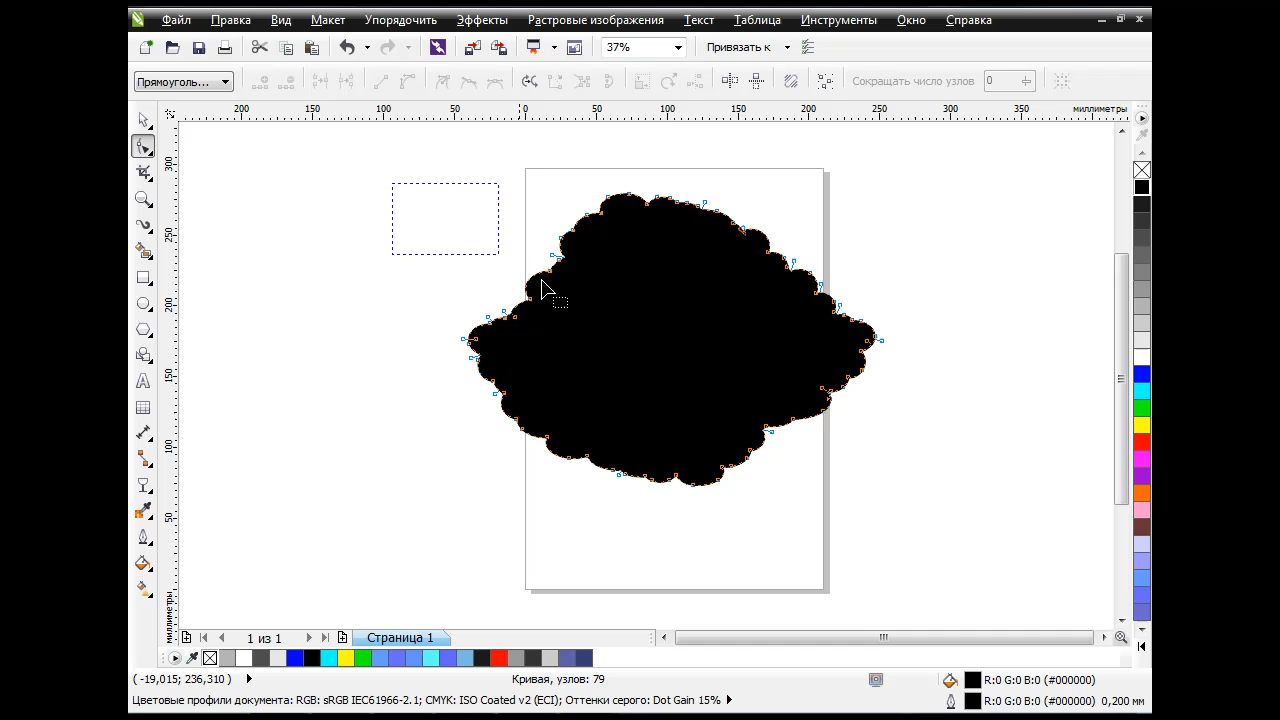 Файл Правка Вид Макет Упорядочить Эффекты Растровые изображения Текст Таблица Инструменты Окно Справка
37% Привязать к
Прямоуголь... Сокращать число узлов 0
200 150 100 50 0 50 100 150 200 250 300 350 миллиметры
300
250
200
150
100
50
миллиметры
1 из 1 Страница 1
( -19,015; 236,310 ) Кривая, узлов: 79 R:0 G:0 B:0 (#000000)
Цветовые профили документа: RGB: sRGB IEC61966-2.1; CMYK: ISO Coated v2 (ECI); Оттенки серого: Dot Gain 15% R:0 G:0 B:0 (#000000) 0,200 мм